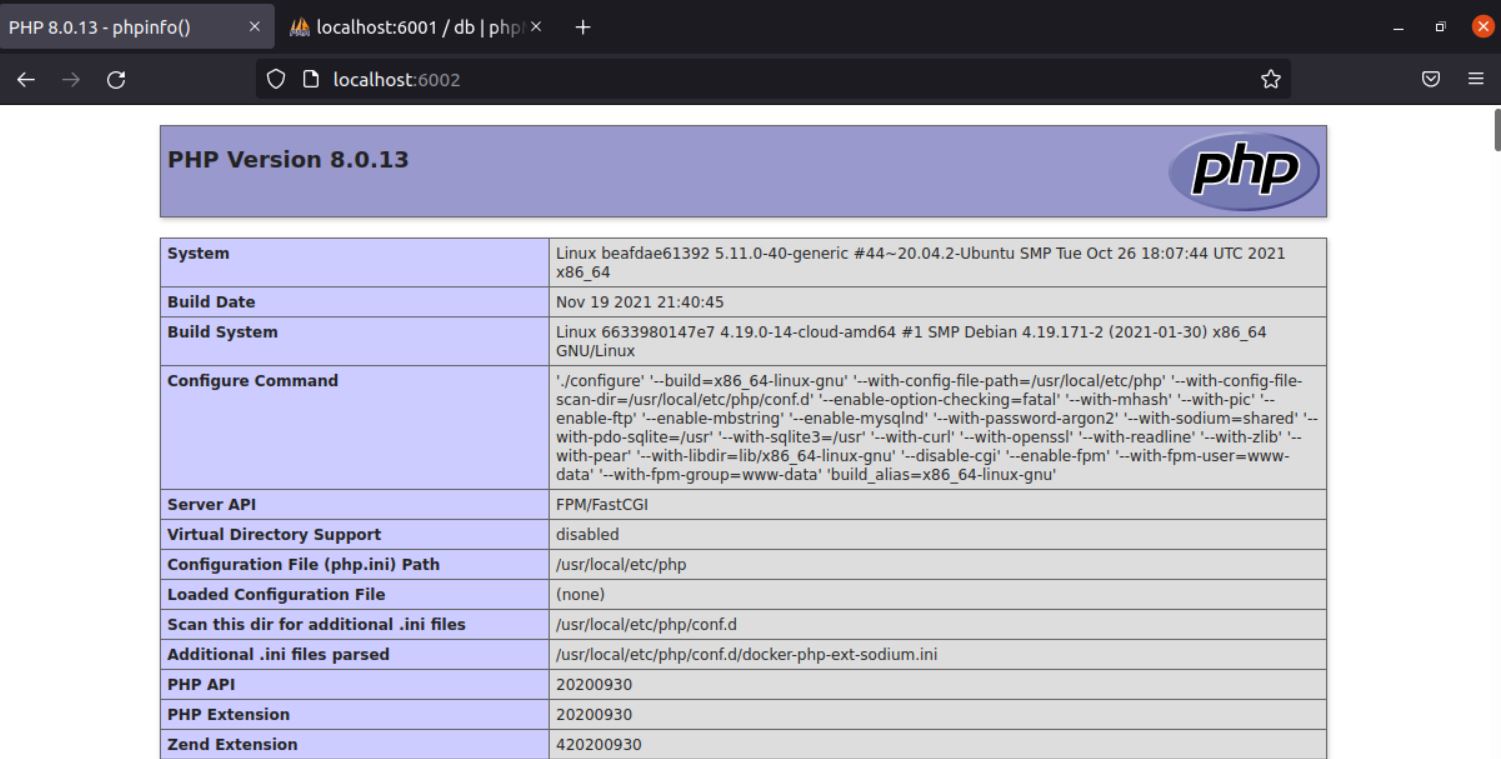 PHP 8.0.13 - phpinfo()
localhost:6001 / db | php
localhost:6002
PHP Version 8.0.13
php
System
Linux beafdae61392 5.11.0-40-generic #44~20.04.2-Ubuntu SMP Tue Oct 26 18:07:44 UTC 2021
x86_64
Build Date
Nov 19 2021 21:40:45
Build System
Linux 6633980147e7 4.19.0-14-cloud-amd64 #1 SMP Debian 4.19.171-2 (2021-01-30) x86_64
GNU/Linux
Configure Command
'./configure' '--build=x86_64-linux-gnu' '--with-config-file-path=/usr/local/etc/php' '--with-config-file-
scan-dir=/usr/local/etc/php/conf.d' '--enable-option-checking=fatal' '--with-mhash' '--with-pic' '--
enable-ftp' '--enable-mbstring' '--enable-mysqlnd' '--with-password-argon2' '--with-sodium=shared' '--
with-pdo-sqlite=/usr' '--with-sqlite3=/usr' '--with-curl' '--with-openssl' '--with-readline' '--with-zlib' '--
with-pear' '--with-libdir=lib/x86_64-linux-gnu' '--disable-cgi' '--enable-fpm' '--with-fpm-user=www-
data' '--with-fpm-group=www-data' 'build_alias=x86_64-linux-gnu'
Server API
FPM/FastCGI
Virtual Directory Support
disabled
Configuration File (php.ini) Path
/usr/local/etc/php
Loaded Configuration File
(none)
Scan this dir for additional .ini files
/usr/local/etc/php/conf.d
Additional .ini files parsed
/usr/local/etc/php/conf.d/docker-php-ext-sodium.ini
PHP API
20200930
PHP Extension
20200930
Zend Extension
420200930